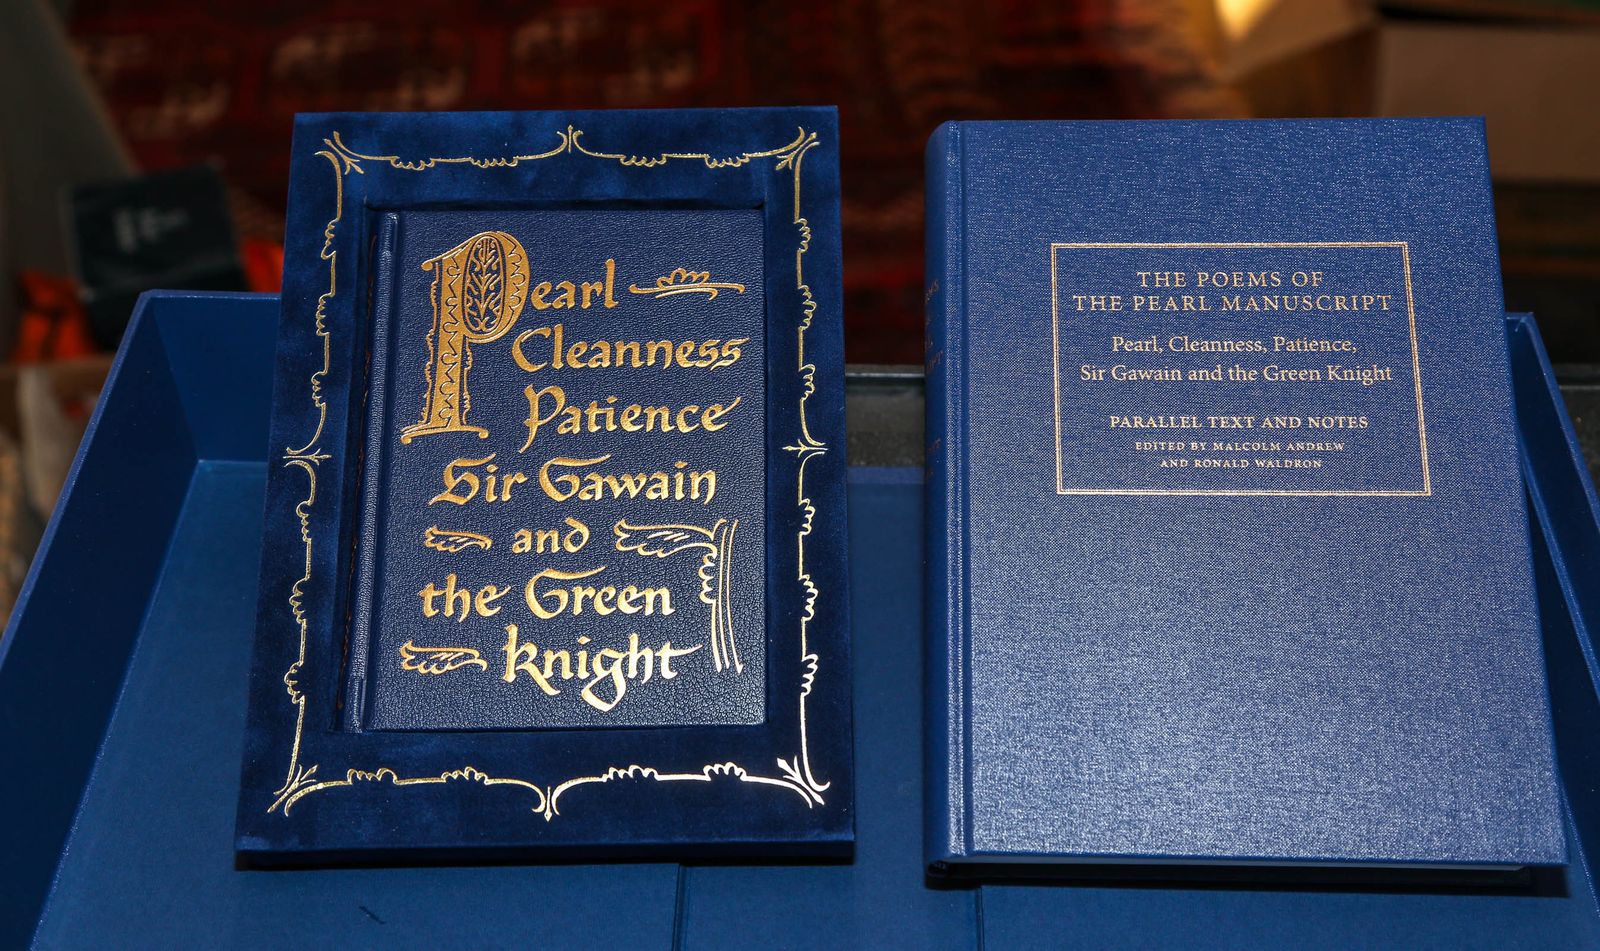 Pearl
Cleanness
Patience
Sir Gawain
and
the Green
knight
THE POEMS OF
THE PEARL MANUSCRIPT
Pearl, Cleanness, Patience,
Sir Gawain and the Green Knight
PARALLEL TEXT AND NOTES
EDITED BY MALCOLM ANDREW
AND RONALD WALDRON